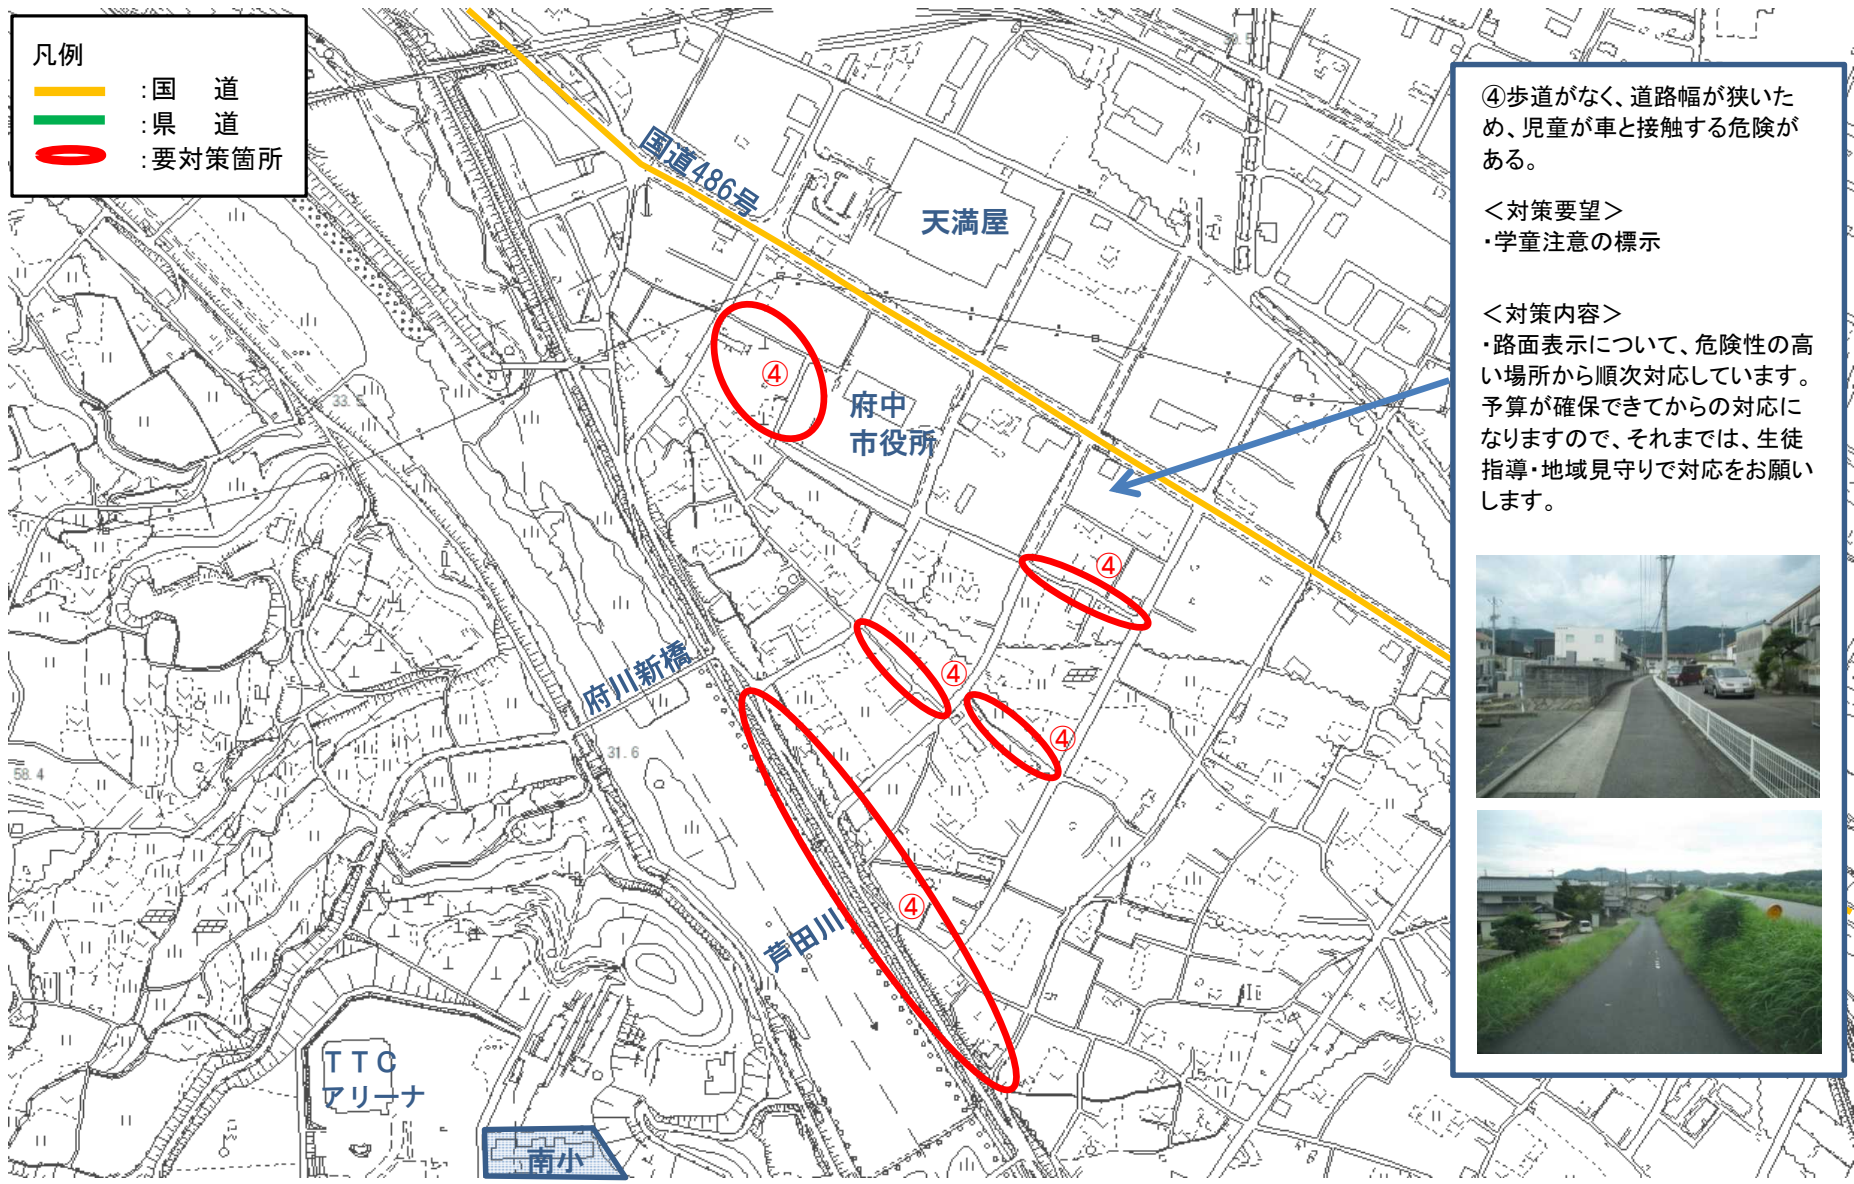 凡例
：国　道
：県　道
：要対策箇所
国道486号
天満屋
④
府中
市役所
④
④
④
④
府川新橋
芦田川
33.5
31.6
58.4
TTC
アリーナ
南小
④歩道がなく、道路幅が狭いた
め、児童が車と接触する危険が
ある。
＜対策要望＞
・学童注意の標示
＜対策内容＞
・路面表示について、危険性の高
い場所から順次対応しています。
予算が確保できてからの対応に
なりますので、それまでは、生徒
指導・地域見守りで対応をお願い
します。